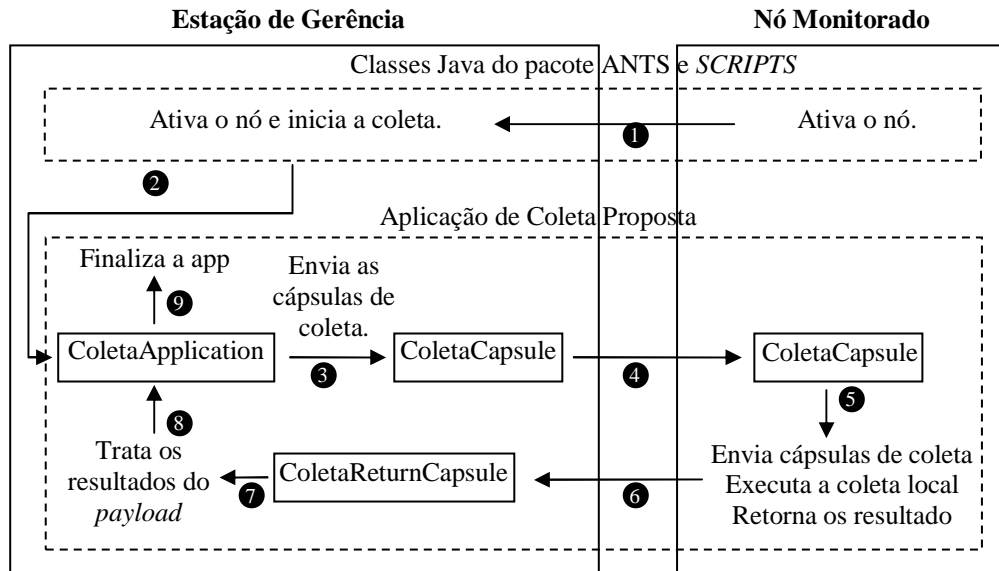 Estação de Gerência
Nó Monitorado
Classes Java do pacote ANTS e SCRIPTS
Ativa o nó e inicia a coleta.
1
Ativa o nó.
2
Aplicação de Coleta Proposta
Finaliza a app
9
Envia as
cápsulas de
coleta.
ColetaApplication
3
ColetaCapsule
4
ColetaCapsule
5
8
Trata os
resultados do
payload
7
ColetaReturnCapsule
6
Envia cápsulas de coleta
Executa a coleta local
Retorna os resultado